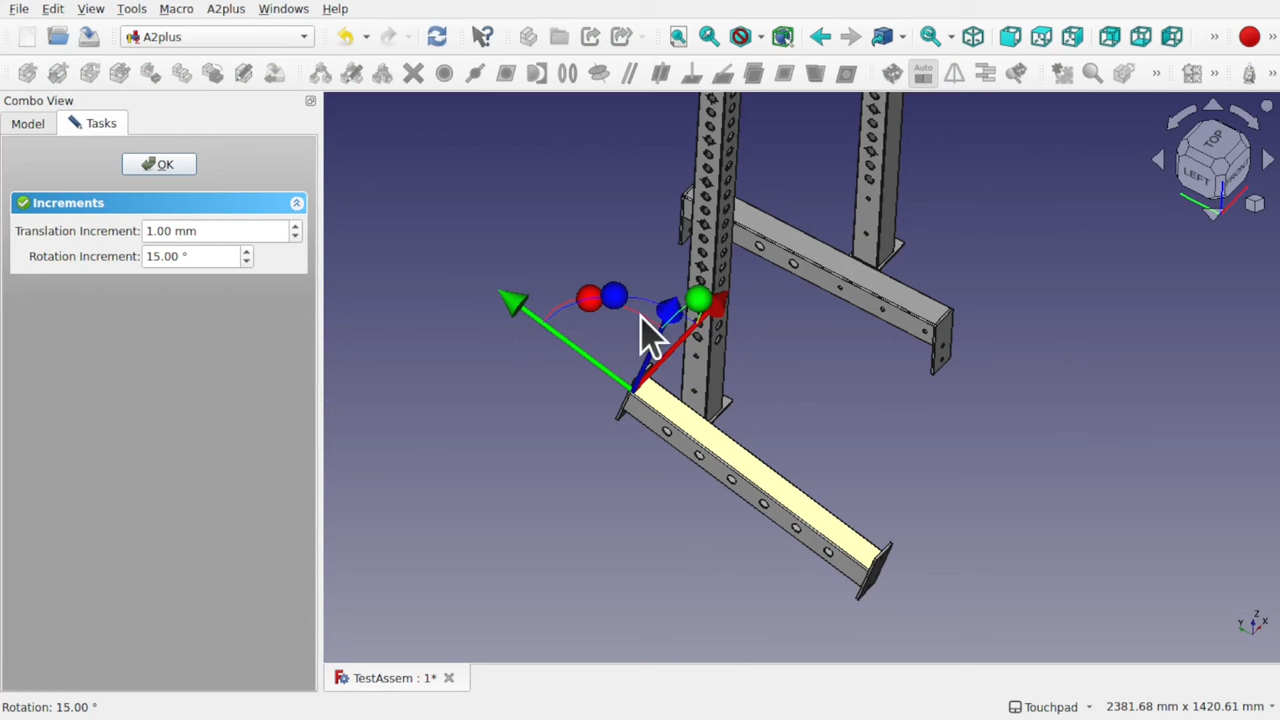 File Edit View Tools Macro A2plus Windows Help
A2plus
Auto
Combo View
Model Tasks
OK
Increments
Translation Increment: 1.00 mm
Rotation Increment: 15.00 °
TOP
LEFT FRONT
Z
Y X
TestAssem : 1*
Rotation: 15.00 ° Touchpad 2381.68 mm x 1420.61 mm